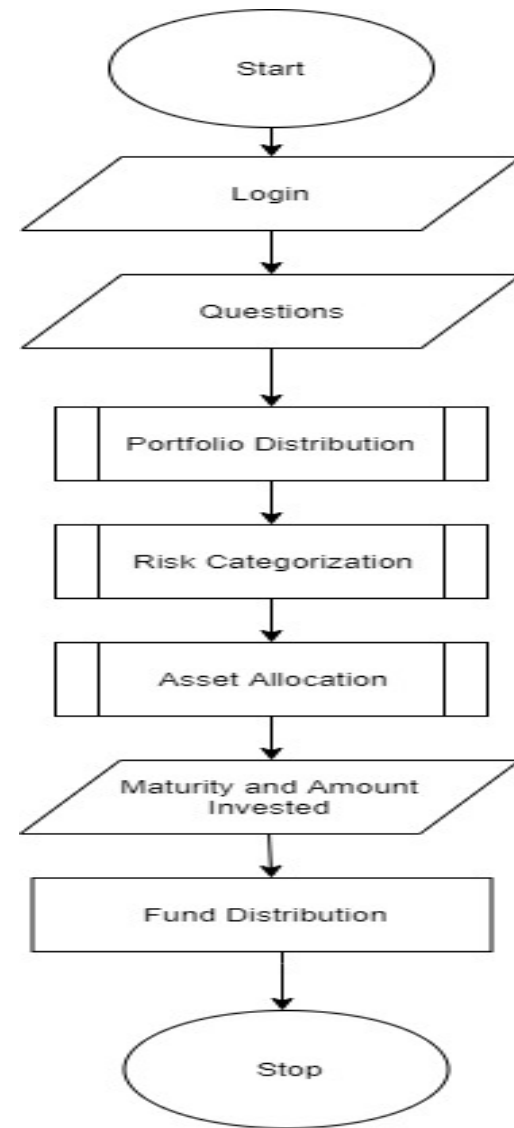 Start
Login
Questions
Portfolio Distribution
Risk Categorization
Asset Allocation
Maturity and Amount
Invested
Fund Distribution
Stop